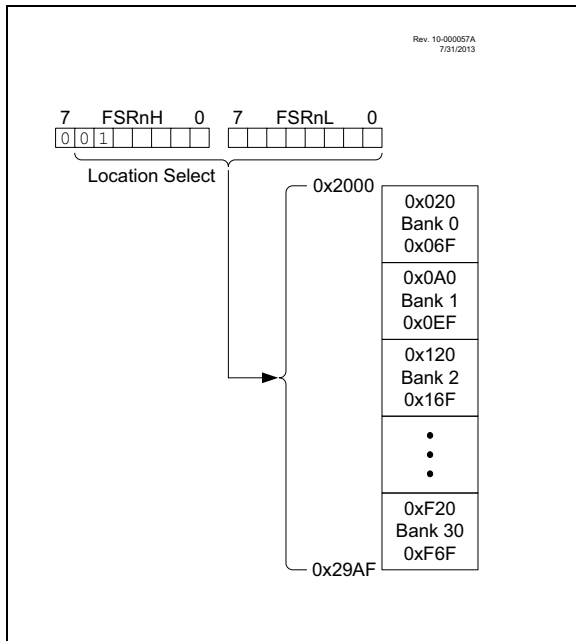 Rev. 10-000057A
7/31/2013
7 FSRnH 0 7 FSRnL 0
0 0 1
Location Select
0x2000
0x020
Bank 0
0x06F
0x0A0
Bank 1
0x0EF
0x120
Bank 2
0x16F
0xF20
Bank 30
0xF6F
0x29AF